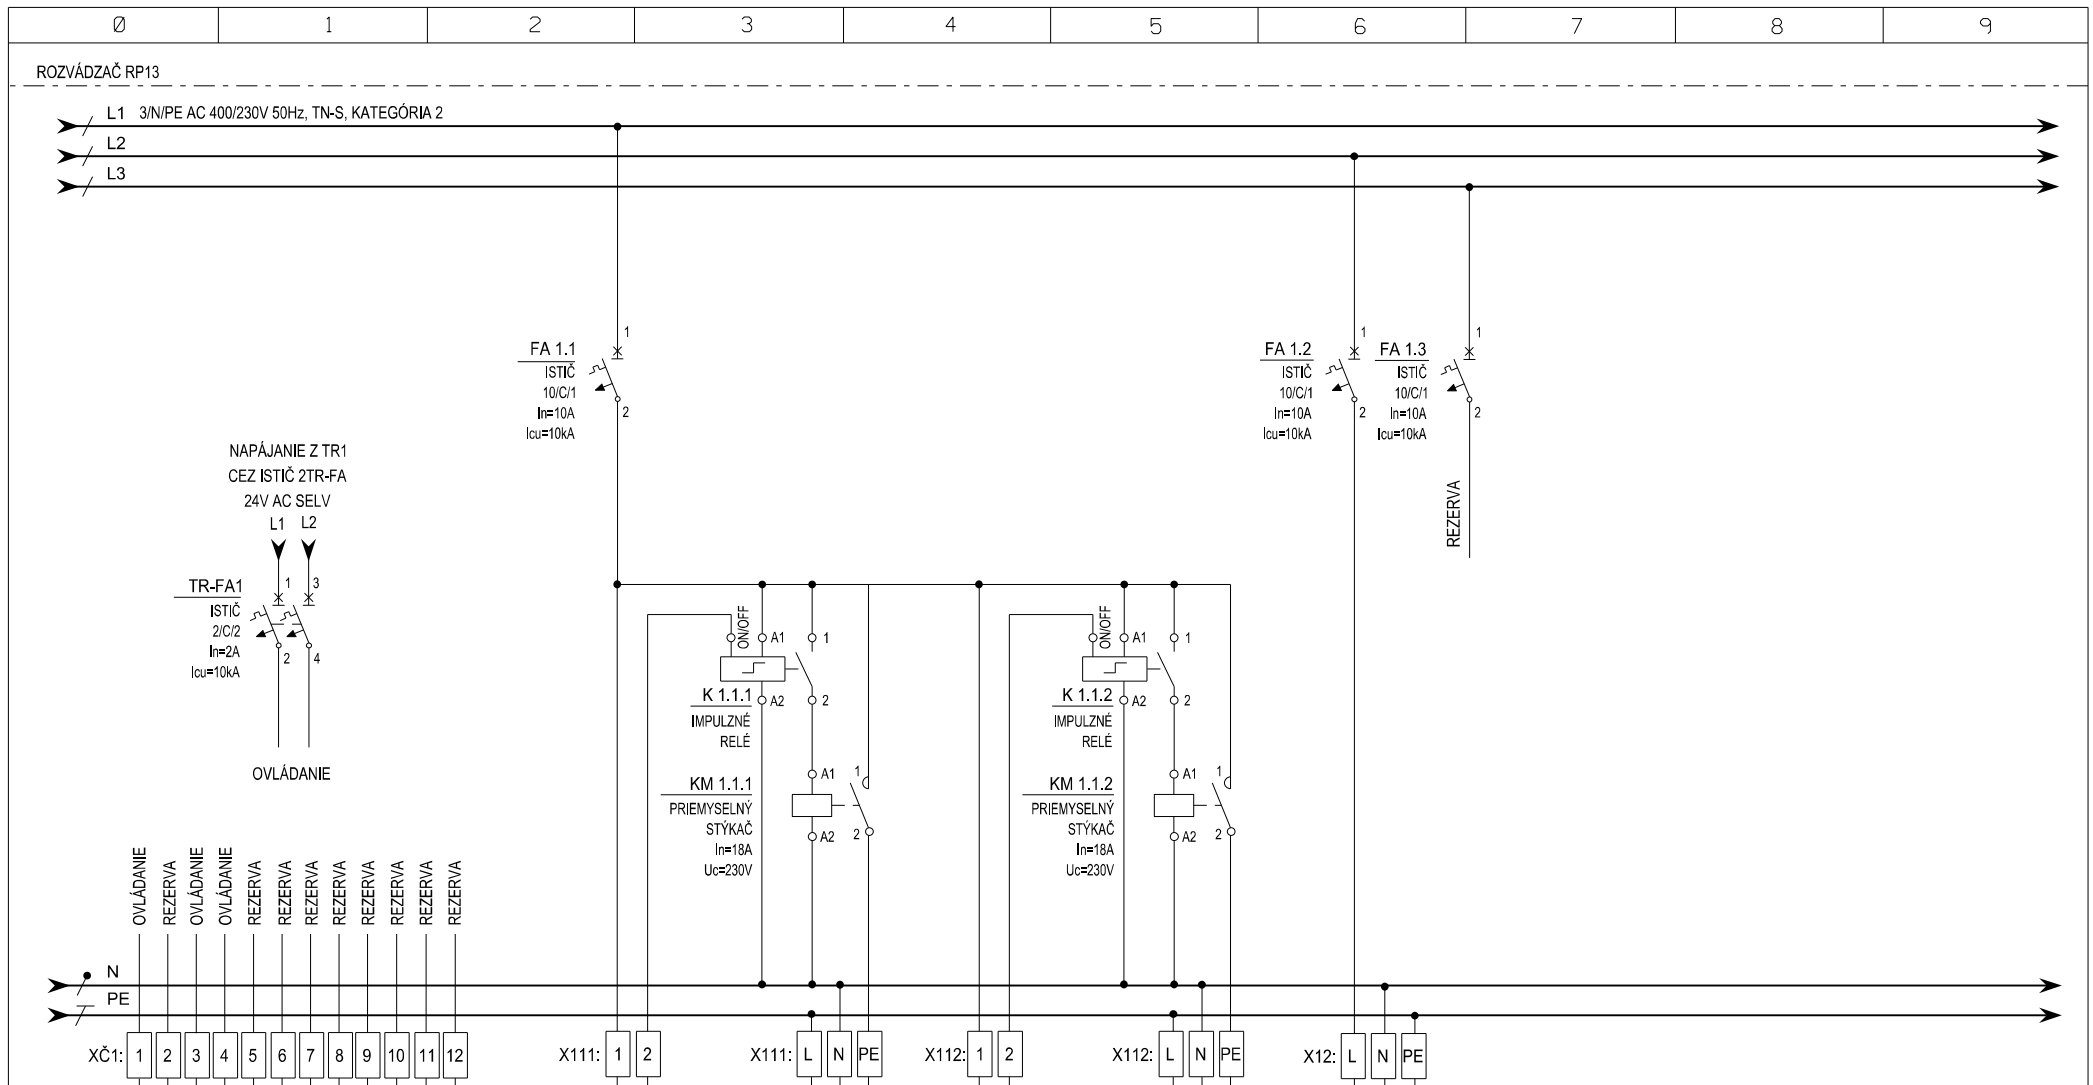 0 1 2 3 4 5 6 7 8 9
ROZVÁDZAČ RP13
L1 3/N/PE AC 400/230V 50Hz, TN-S, KATEGÓRIA 2
L2
L3
1
FA 1.1
ISTIČ
10/C/1
In=10A
Icu=10kA
2
1
FA 1.2
ISTIČ
10/C/1
In=10A
Icu=10kA
2
1
FA 1.3
ISTIČ
10/C/1
In=10A
Icu=10kA
2
REZERVA
NAPÁJANIE Z TR1
CEZ ISTIČ 2TR-FA
24V AC SELV
L1 L2
1 3
TR-FA1
ISTIČ
2/C/2
In=2A
Icu=10kA
2 4
OVLÁDANIE
ON/OFF
A1 1
K 1.1.1
A2 2
IMPULZNÉ
RELÉ
A1 1
KM 1.1.1
PRIEMYSELNÝ
STÝKAČ
A2 2
In=18A
Uc=230V
ON/OFF
A1 1
K 1.1.2
A2 2
IMPULZNÉ
RELÉ
A1 1
KM 1.1.2
PRIEMYSELNÝ
STÝKAČ
A2 2
In=18A
Uc=230V
OVLÁDANIE
REZERVA
OVLÁDANIE
OVLÁDANIE
REZERVA
REZERVA
REZERVA
REZERVA
REZERVA
REZERVA
REZERVA
REZERVA
N
PE
XČ1: 1 2 3 4 5 6 7 8 9 10 11 12
X111: 1 2
X111: L N PE
X112: 1 2
X112: L N PE
X12: L N PE